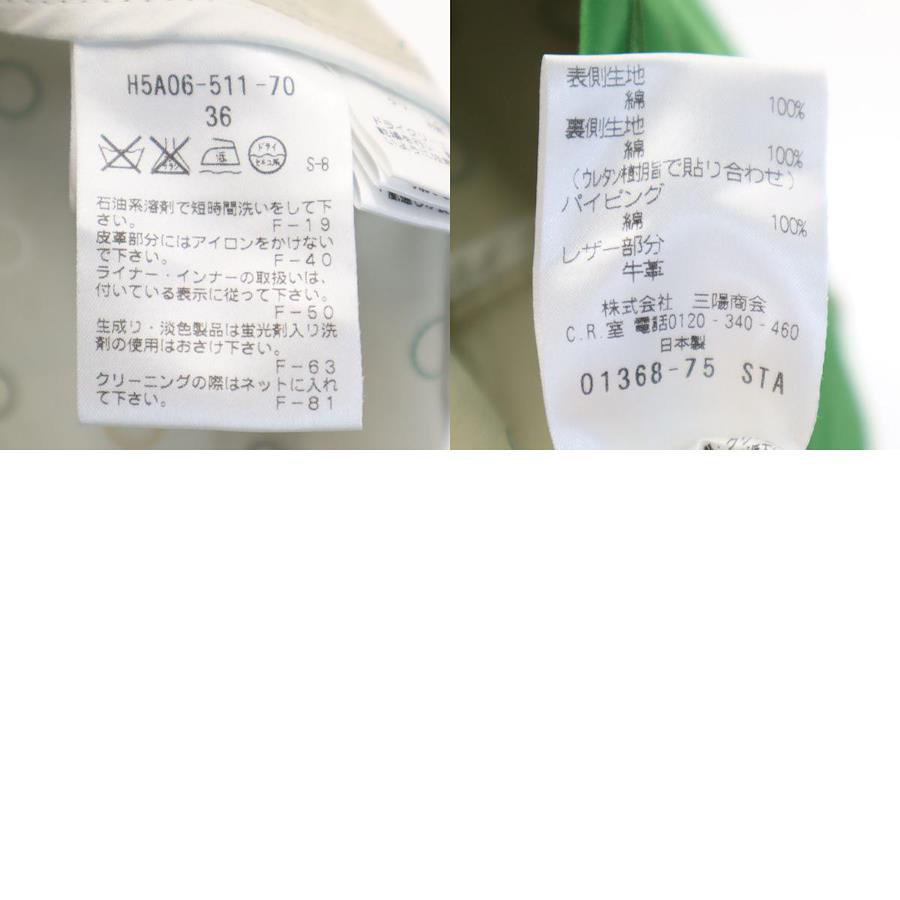 H5A06-511-70
36
S-8
石油系溶剤で短時間洗いをして下
さい。 F-19
皮革部分にはアイロンをかけない
で下さい。 F-40
ライナー・インナーの取扱いは、
付いている表示に従って下さい。
F-50
生成り・淡色製品は蛍光剤入り洗
剤の使用はおさけ下さい。
F-63
クリーニングの際はネットに入れ
て下さい。 F-81
表側生地
綿 100%
裏側生地
綿 100%
(ウレタン樹脂で貼り合わせ)
パイピング
綿 100%
レザー部分
牛革
株式会社 三陽商会
C.R.室 電話0120-340-460
日本製
01368-75 STA